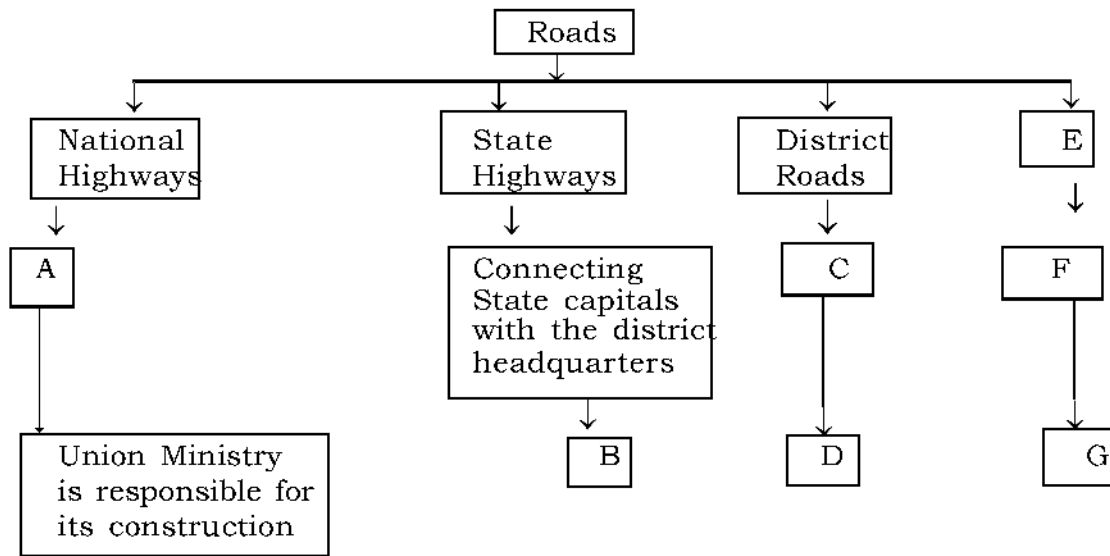 Roads
National
Highways
State
Highways
District
Roads
E
A
Connecting
State capitals
with the district
headquarters
C
F
Union Ministry
is responsible for
its construction
B
D
G